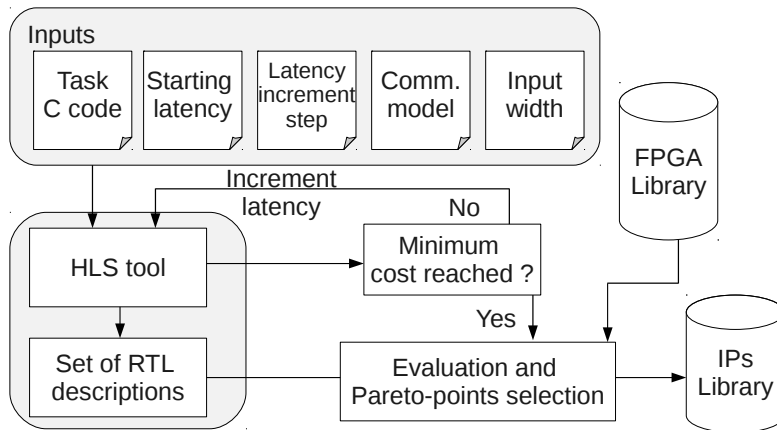 Inputs
Task
C code
Starting
latency
Latency
increment
step
Comm.
model
Input
width
FPGA
Library
Increment
latency
No
HLS tool
Minimum
cost reached ?
Yes
Set of RTL
descriptions
Evaluation and
Pareto-points selection
IPs
Library